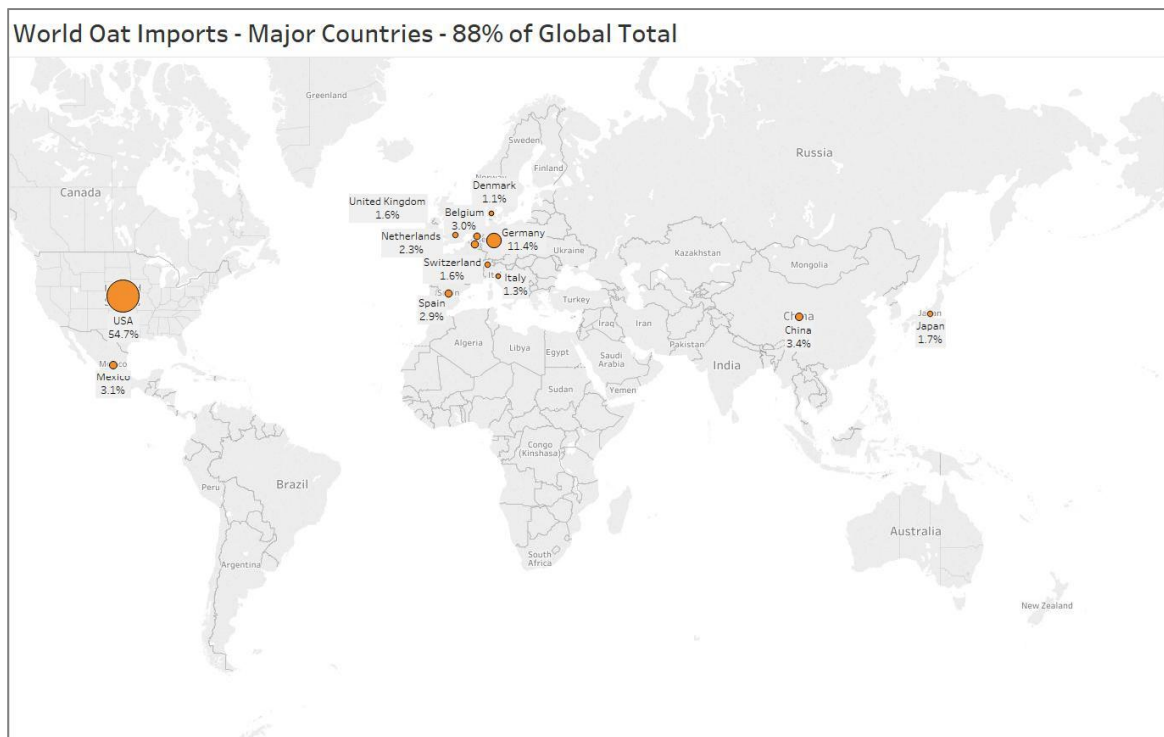 World Oat Imports - Major Countries - 88% of Global Total
Greenland
Sweden
Finland
Russia
Canada
Denmark
1.1%
United Kingdom
1.6%
Belgium
3.0%
Netherlands
2.3%
Germany
11.4%
Ukraine
Kazakhstan
Mongolia
Switzerland
1.6%
Italy
1.3%
Spain
2.9%
Turkey
USA
54.7%
China
China
3.4%
Japan
Japan
1.7%
Mexico
3.1%
Algeria
Libya
Egypt
Iraq
Iran
Saudi
Arabia
Pakistan
India
Sudan
Yemen
Congo
(Kinshasa)
Peru
Brazil
Australia
South
Africa
Argentina
New Zealand